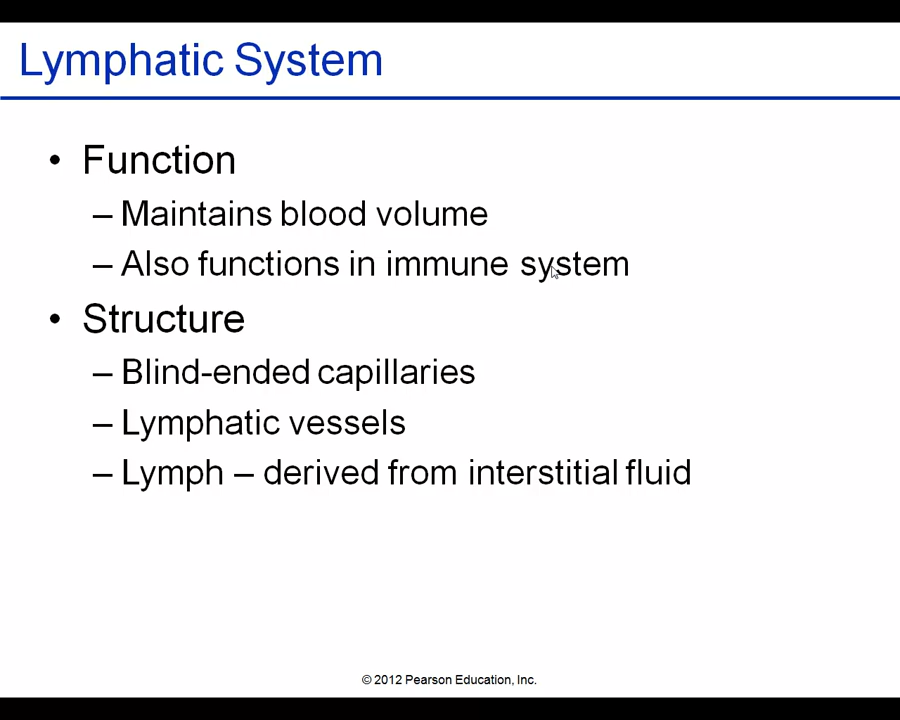 Lymphatic System
• Function
– Maintains blood volume
– Also functions in immune system
• Structure
– Blind-ended capillaries
– Lymphatic vessels
– Lymph – derived from interstitial fluid
© 2012 Pearson Education, Inc.